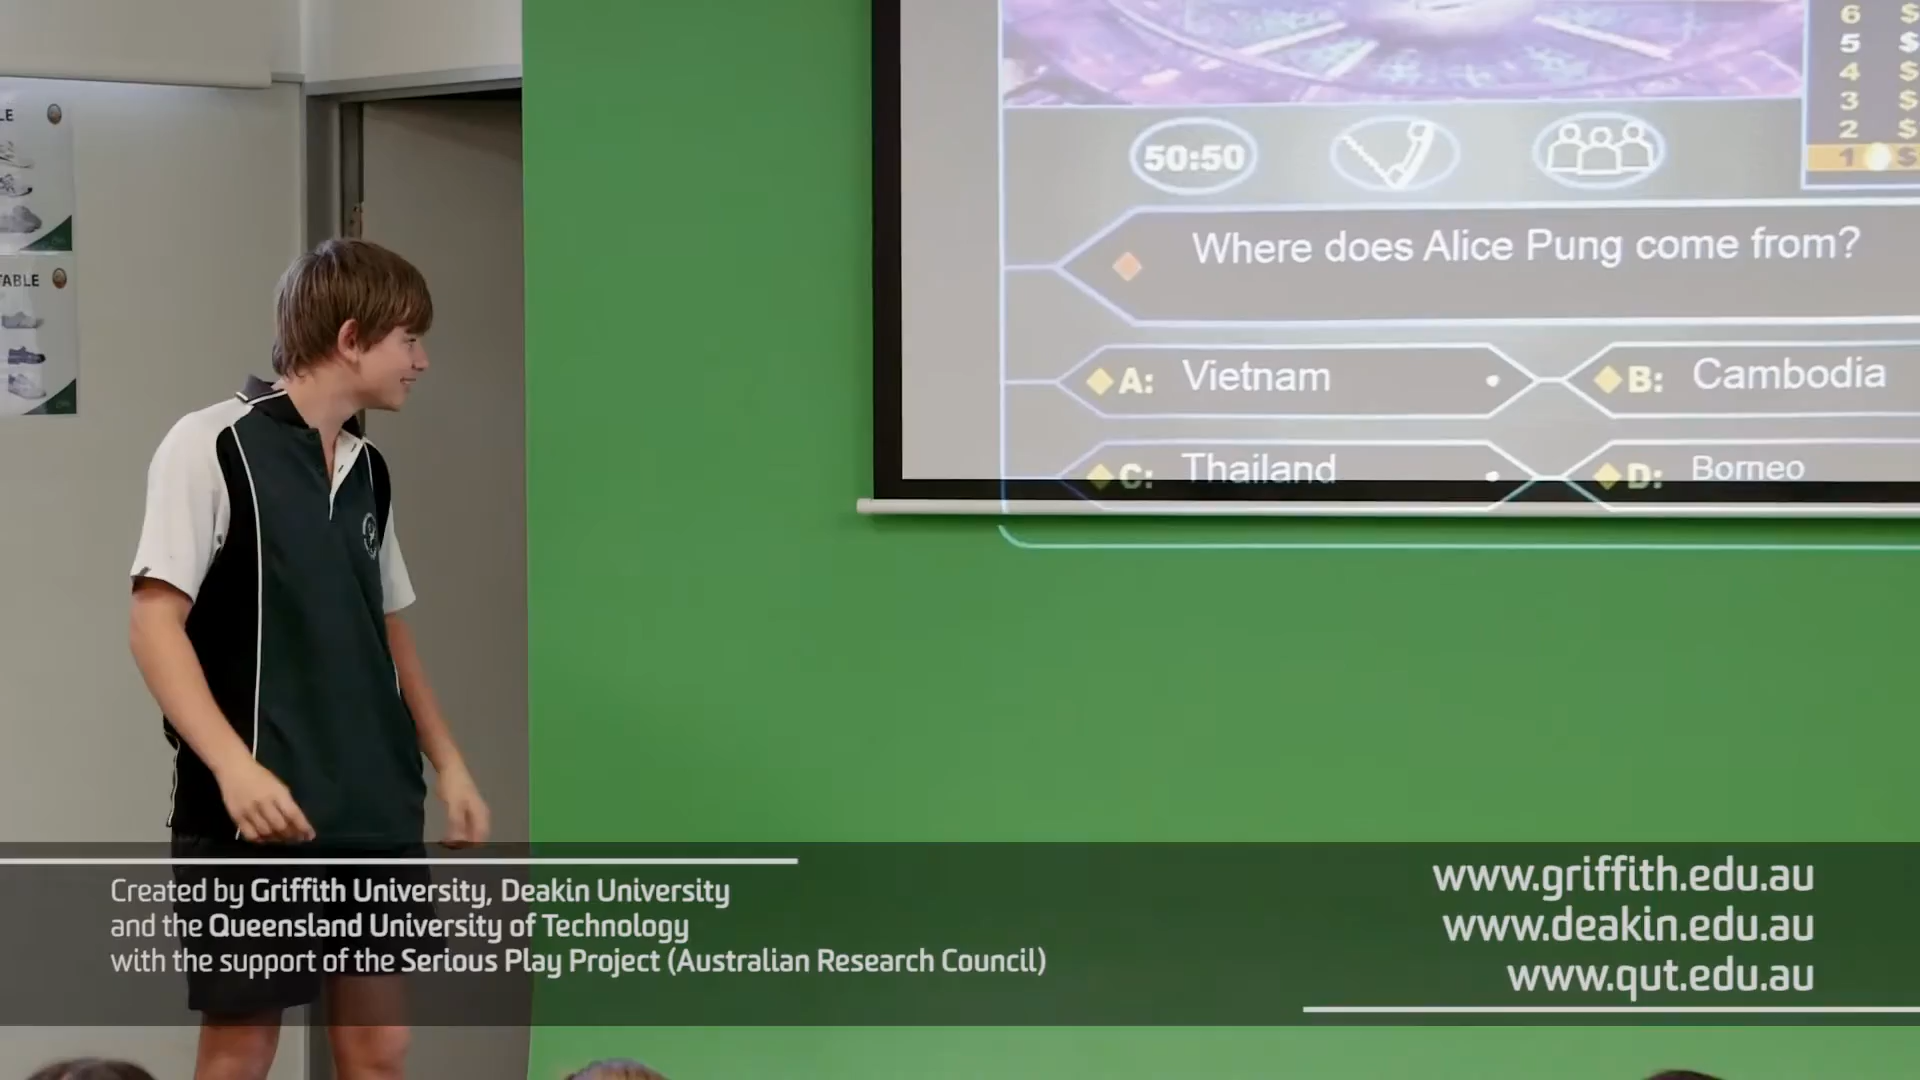 LE
TABLE
6 $
5 $
4 $
3 $
2 $
1 $
50:50
Where does Alice Pung come from?
A: Vietnam
B: Cambodia
C: Thailand
D: Borneo
Created by Griffith University, Deakin University
and the Queensland University of Technology
with the support of the Serious Play Project (Australian Research Council)
www.griffith.edu.au
www.deakin.edu.au
www.qut.edu.au